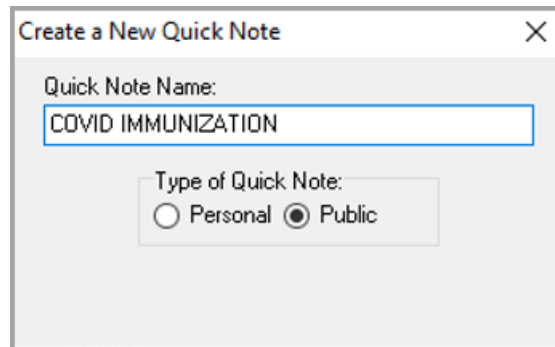 Create a New Quick Note
Quick Note Name:
COVID IMMUNIZATION
Type of Quick Note:
Personal Public